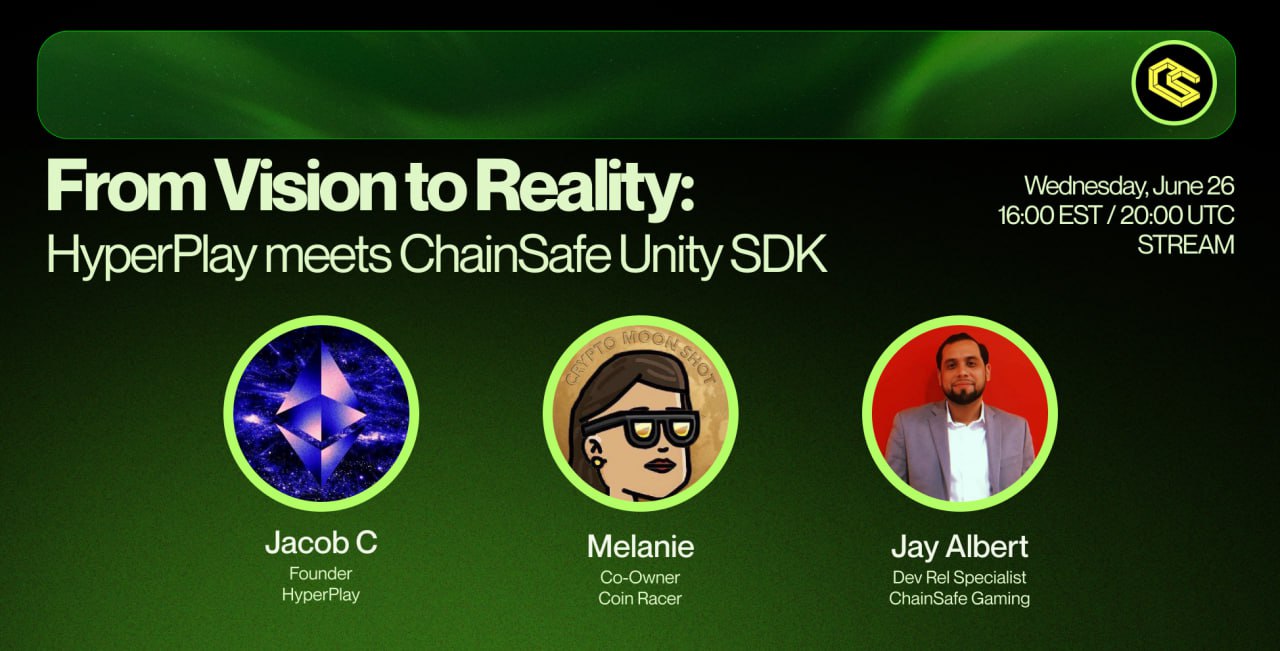 From Vision to Reality:
HyperPlay meets ChainSafe Unity SDK
Wednesday, June 26
16:00 EST / 20:00 UTC
STREAM
CRYPTO MOON SHOT
Jacob C
Founder
HyperPlay
Melanie
Co-Owner
Coin Racer
Jay Albert
Dev Rel Specialist
ChainSafe Gaming